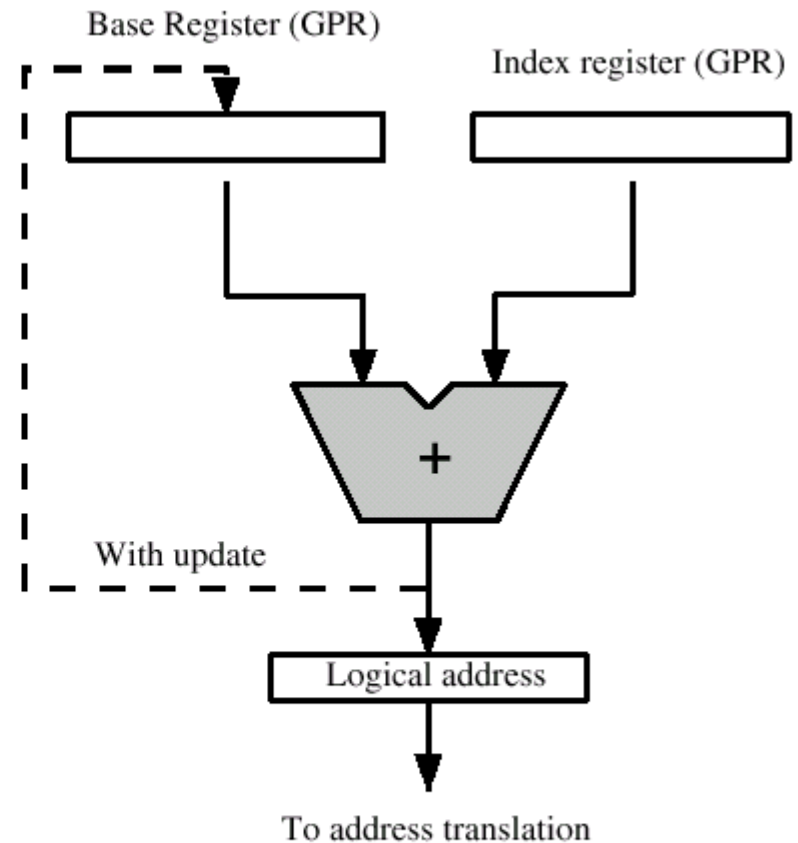 Base Register (GPR)
Index register (GPR)
+
With update
Logical address
To address translation